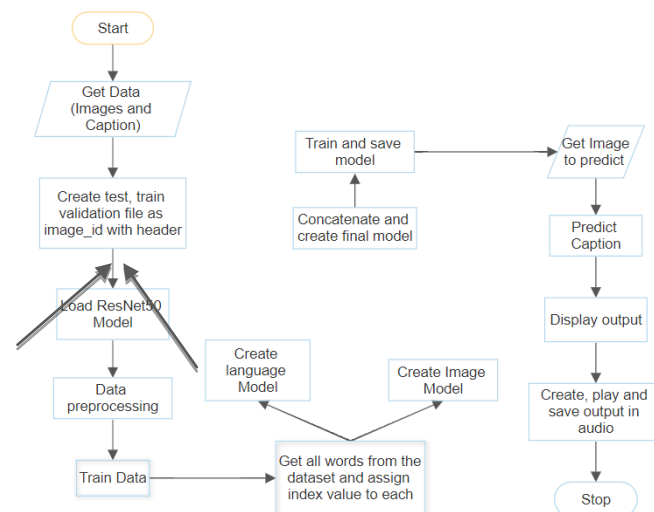 Start
Get Data
(Images and
Caption)
Create test, train
validation file as
image_id with header
Load ResNet50
Model
Data
preprocessing
Train Data
Get all words from the
dataset and assign
index value to each
Create
language
Model
Create Image
Model
Concatenate and
create final model
Train and save
model
Get Image
to predict
Predict
Caption
Display output
Create, play and
save output in
audio
Stop